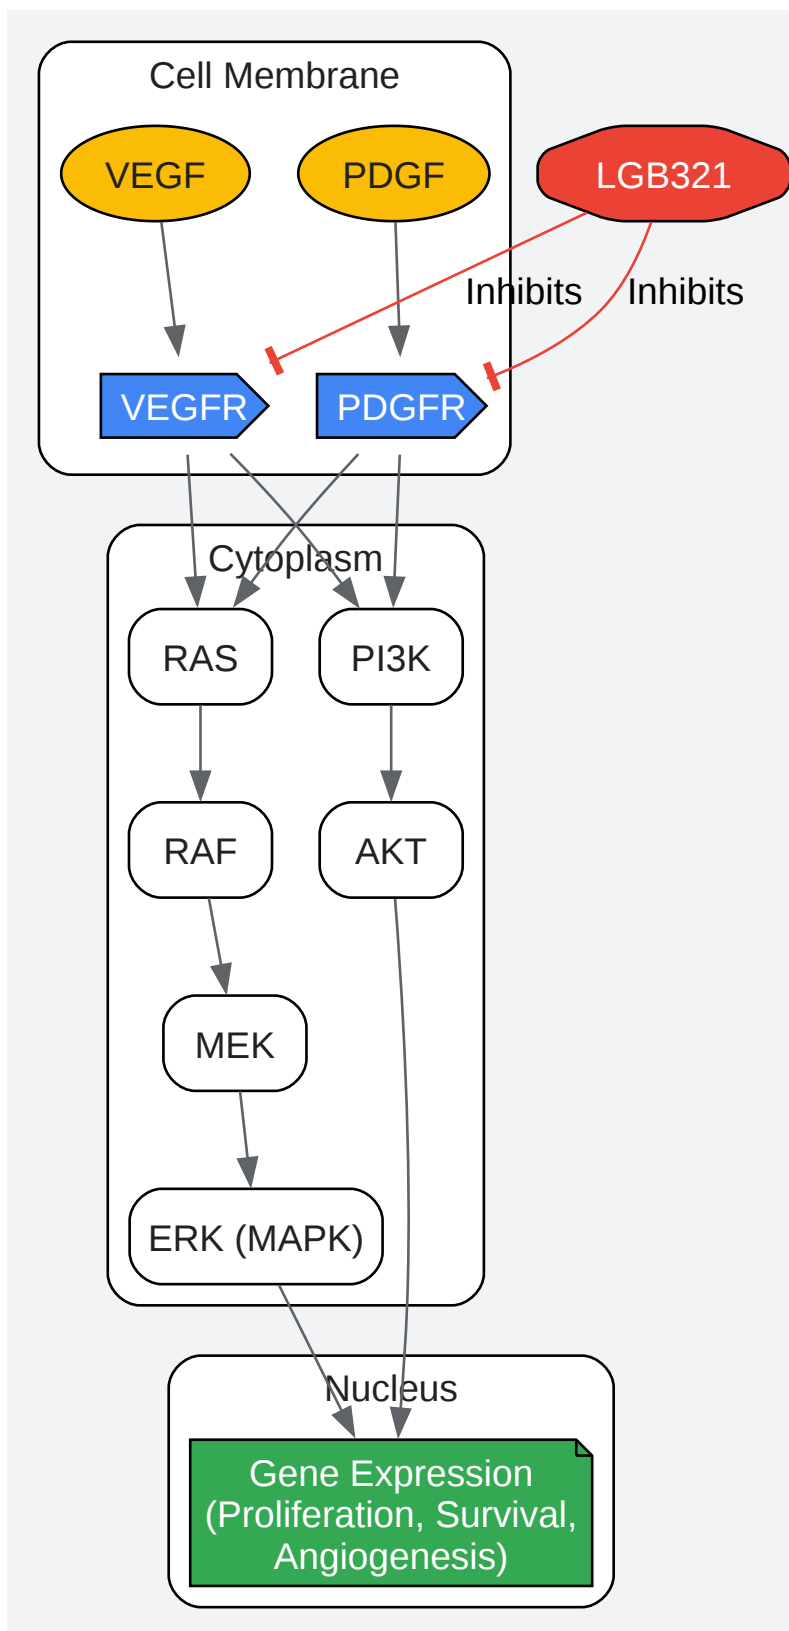 Cell Membrane
VEGF
PDGF
LGB321
Inhibits
Inhibits
VEGFR
PDGFR
Cytoplasm
RAS
PI3K
RAF
AKT
MEK
ERK (MAPK)
Nucleus
Gene Expression
(Proliferation, Survival,
Angiogenesis)